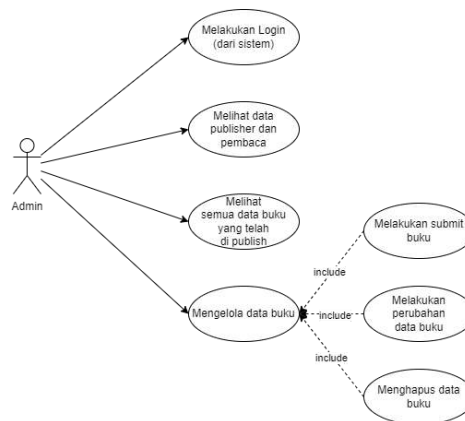 Melakukan Login
(dari sistem)
Melihat data
publisher dan
pembaca
Admin
Melihat
semua data buku
yang telah
di publish
Melakukan submit
buku
include
Mengelola data buku
include
Melakukan
perubahan
data buku
include
Menghapus data
buku